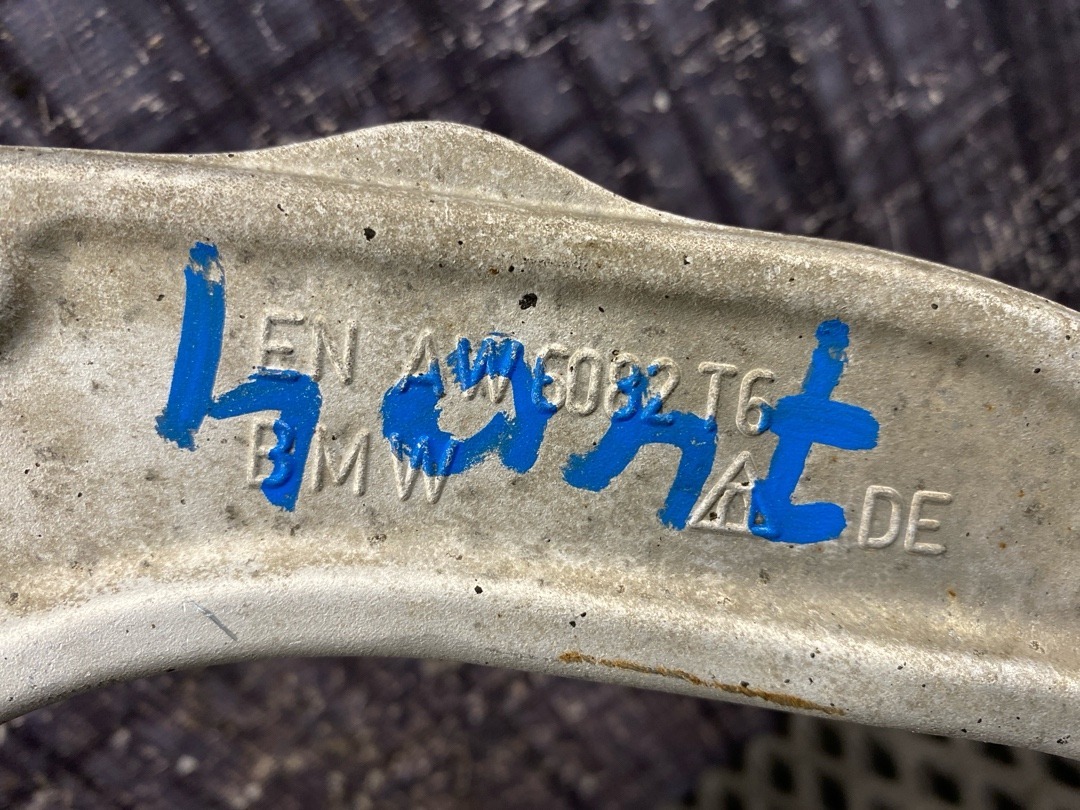 EN AW 6082 T6
BMW DE
hart